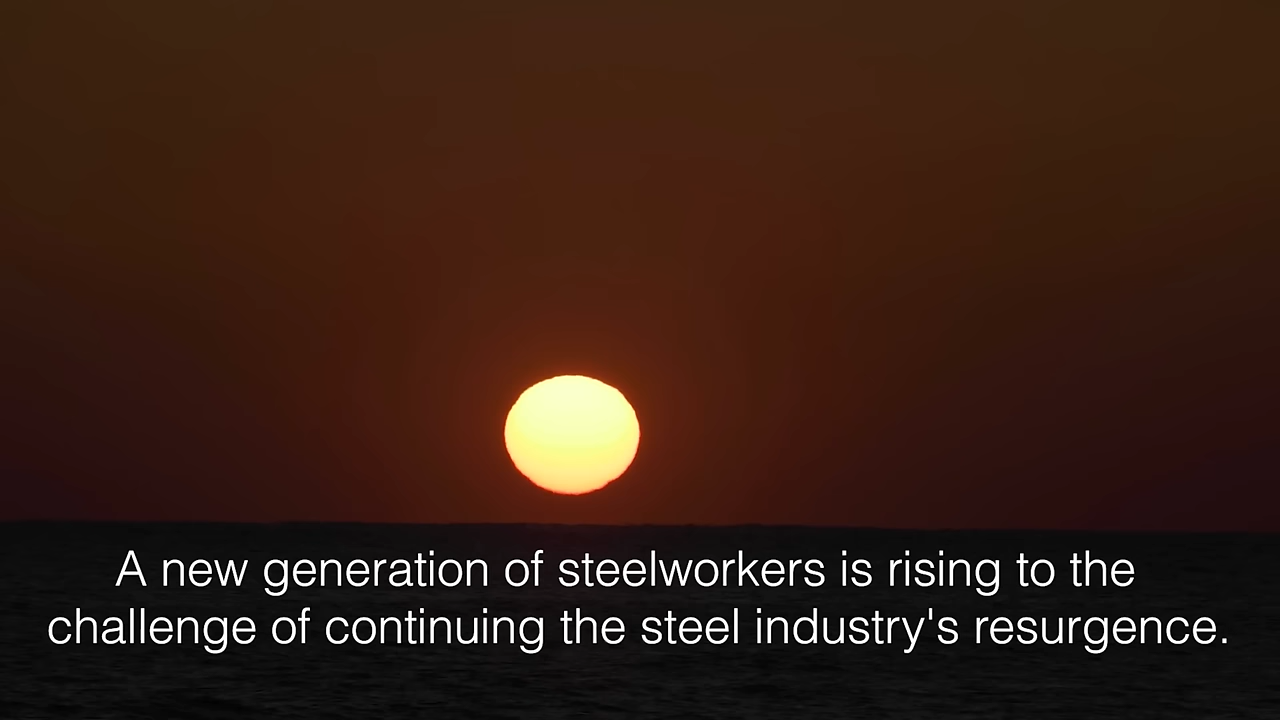 A new generation of steelworkers is rising to the
challenge of continuing the steel industry's resurgence.